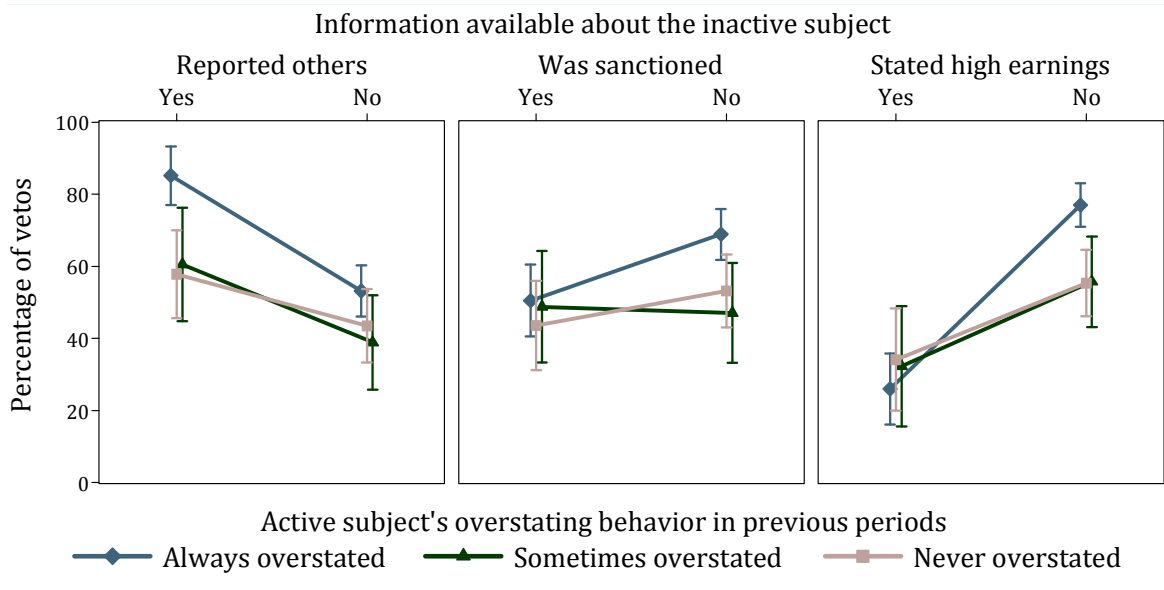 Information available about the inactive subject
Reported others
Was sanctioned
Stated high earnings
Yes No
Yes No
Yes No
Percentage of vetos
100
80
60
40
20
0
Active subject's overstating behavior in previous periods
Always overstated
Sometimes overstated
Never overstated